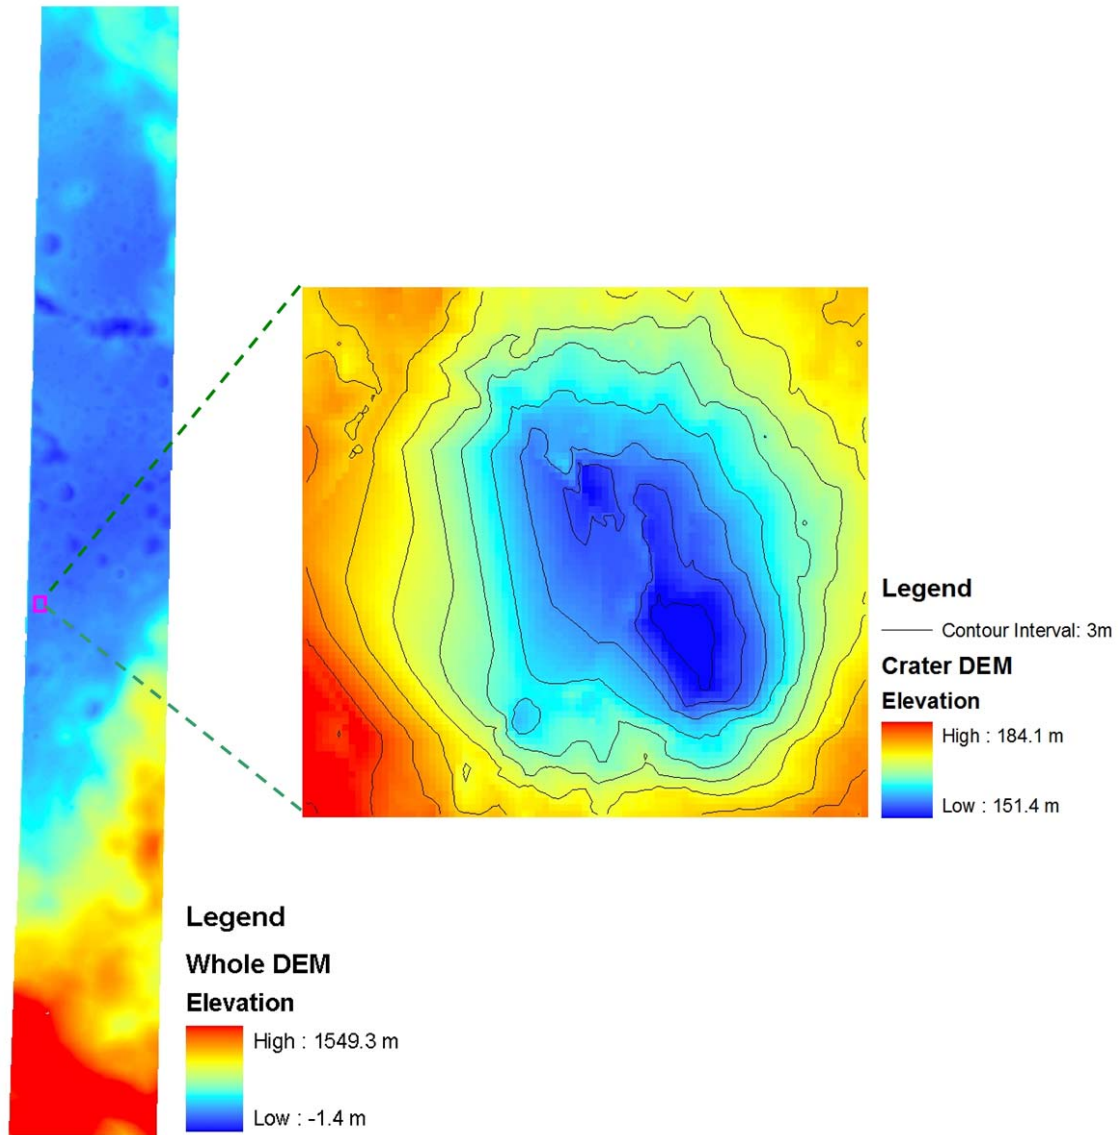 Legend
Contour Interval: 3m
Crater DEM
Elevation
High : 184.1 m
Low : 151.4 m
Legend
Whole DEM
Elevation
High : 1549.3 m
Low : -1.4 m